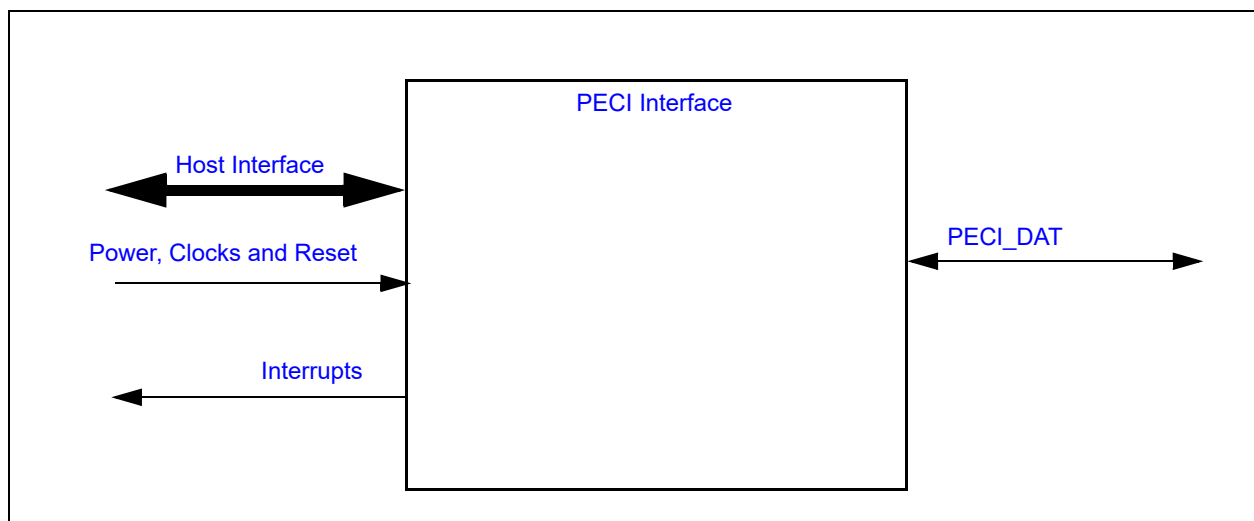 PECI Interface
Host Interface
Power, Clocks and Reset
PECI_DAT
Interrupts